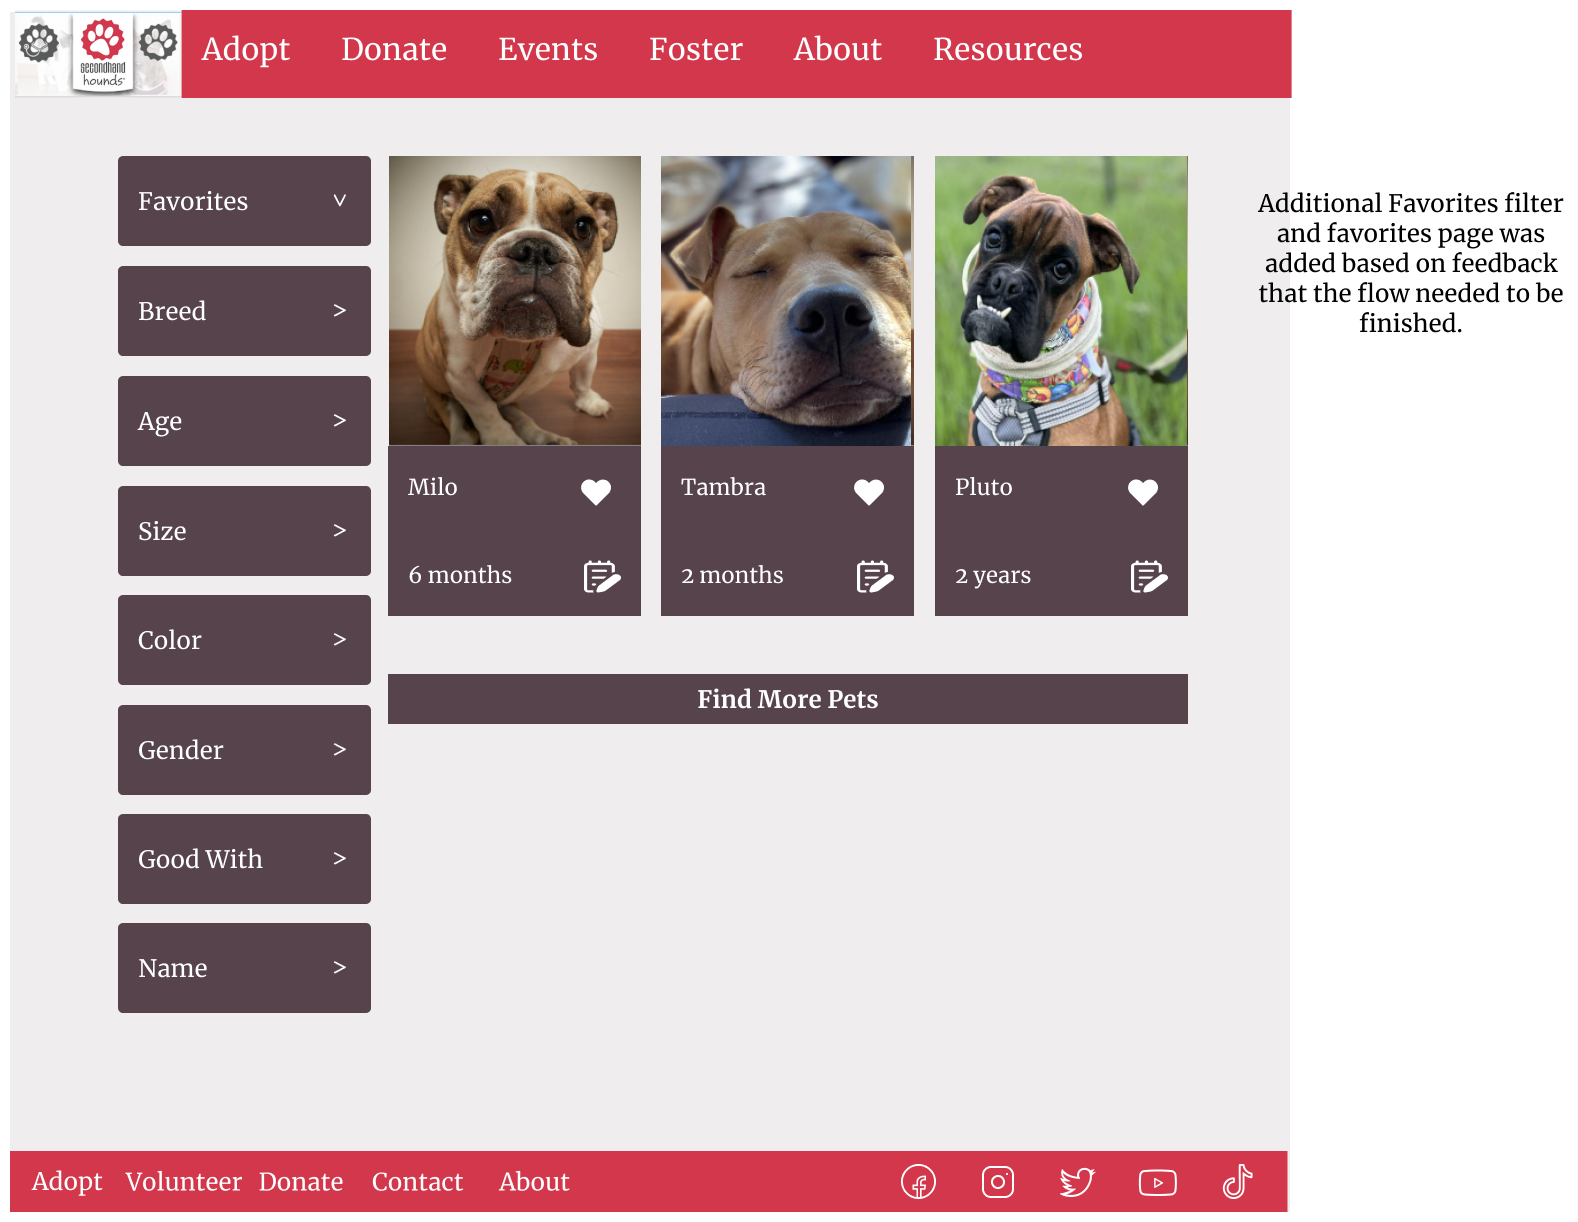 secondhand
hounds
Adopt Donate Events Foster About Resources
Favorites >
Breed >
Age >
Size >
Color >
Gender >
Good With >
Name >
Milo
6 months
Tambra
2 months
Pluto
2 years
Find More Pets
Additional Favorites filter
and favorites page was
added based on feedback
that the flow needed to be
finished.
Adopt Volunteer Donate Contact About